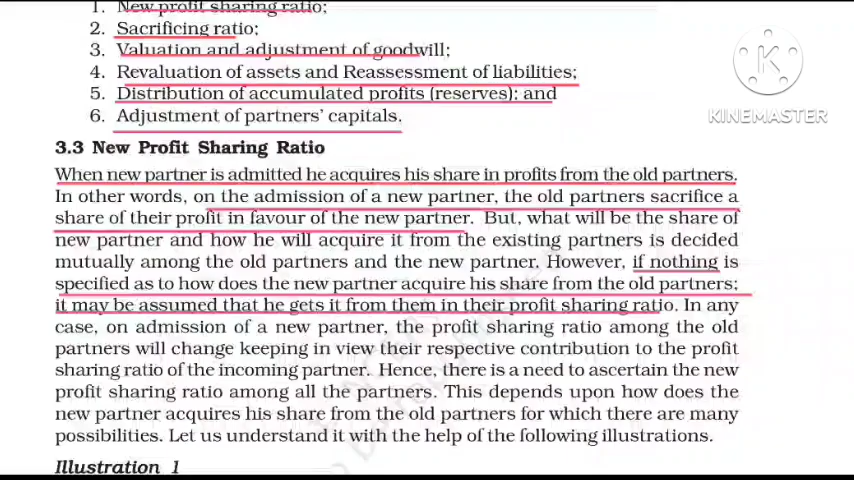 1. New profit sharing ratio;
2. Sacrificing ratio;
3. Valuation and adjustment of goodwill;
4. Revaluation of assets and Reassessment of liabilities;
5. Distribution of accumulated profits (reserves); and
6. Adjustment of partners' capitals.
K
KINEMASTER
3.3 New Profit Sharing Ratio
When new partner is admitted he acquires his share in profits from the old partners.
In other words, on the admission of a new partner, the old partners sacrifice a
share of their profit in favour of the new partner. But, what will be the share of
new partner and how he will acquire it from the existing partners is decided
mutually among the old partners and the new partner. However, if nothing is
specified as to how does the new partner acquire his share from the old partners;
it may be assumed that he gets it from them in their profit sharing ratio. In any
case, on admission of a new partner, the profit sharing ratio among the old
partners will change keeping in view their respective contribution to the profit
sharing ratio of the incoming partner. Hence, there is a need to ascertain the new
profit sharing ratio among all the partners. This depends upon how does the
new partner acquires his share from the old partners for which there are many
possibilities. Let us understand it with the help of the following illustrations.
Illustration 1